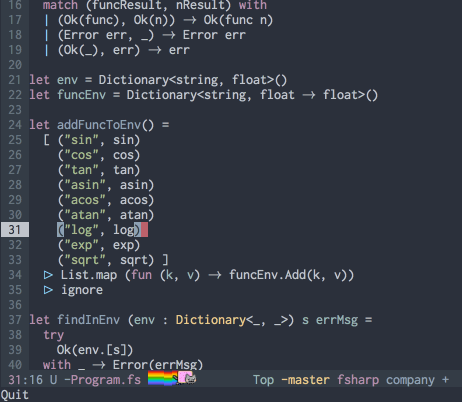 16 match (funcResult, nResult) with
17 | (Ok(func), Ok(n)) → Ok(func n)
18 | (Error err, _) → Error err
19 | (Ok(_), err) → err
20
21 let env = Dictionary<string, float>()
22 let funcEnv = Dictionary<string, float → float>()
23
24 let addFuncToEnv() =
25 [ ("sin", sin)
26 ("cos", cos)
27 ("tan", tan)
28 ("asin", asin)
29 ("acos", acos)
30 ("atan", atan)
31 ("log", log)
32 ("exp", exp)
33 ("sqrt", sqrt) ]
34 ▷ List.map (fun (k, v) → funcEnv.Add(k, v))
35 ▷ ignore
36
37 let findInEnv (env : Dictionary<_, _>) s errMsg =
38 try
39 Ok(env.[s])
40 with _ → Error(errMsg)
31:16 U -Program.fs Top -master fsharp company +
Quit